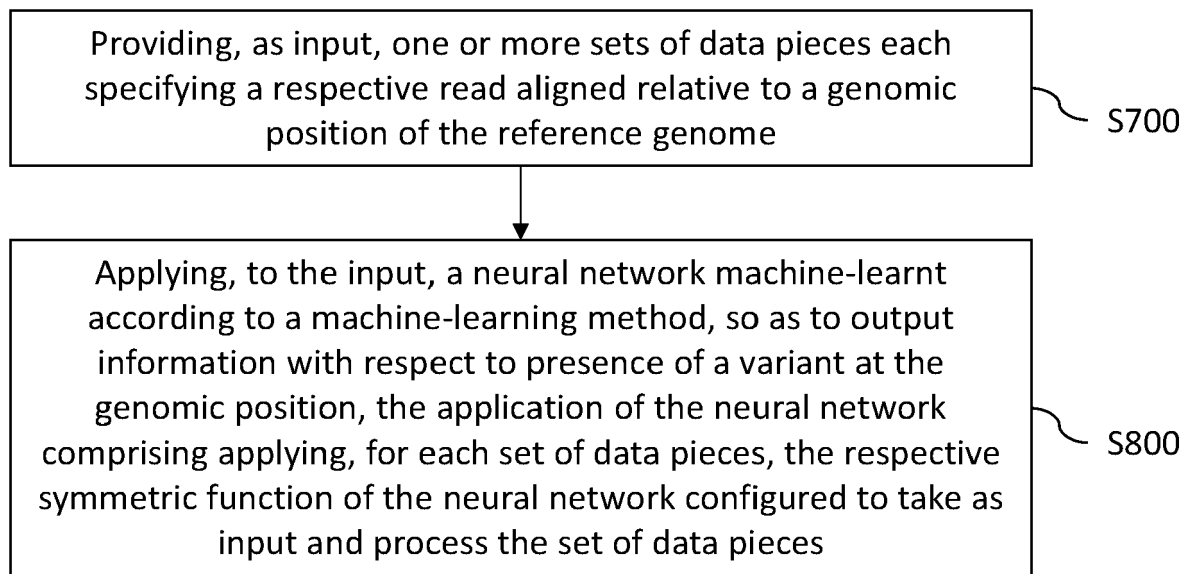 Providing, as input, one or more sets of data pieces each
specifying a respective read aligned relative to a genomic
position of the reference genome
S700
Applying, to the input, a neural network machine-learnt
according to a machine-learning method, so as to output
information with respect to presence of a variant at the
genomic position, the application of the neural network
comprising applying, for each set of data pieces, the respective
symmetric function of the neural network configured to take as
input and process the set of data pieces
S800